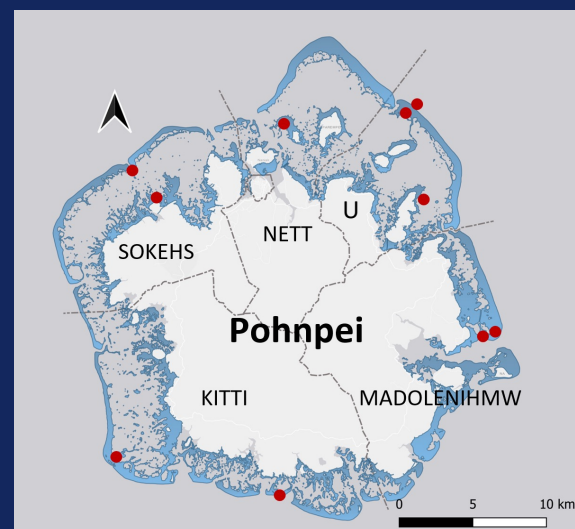 U
NETT
SOKEHS
Pohnpei
KITTI
MADOLENIHMW
0 5 10 km